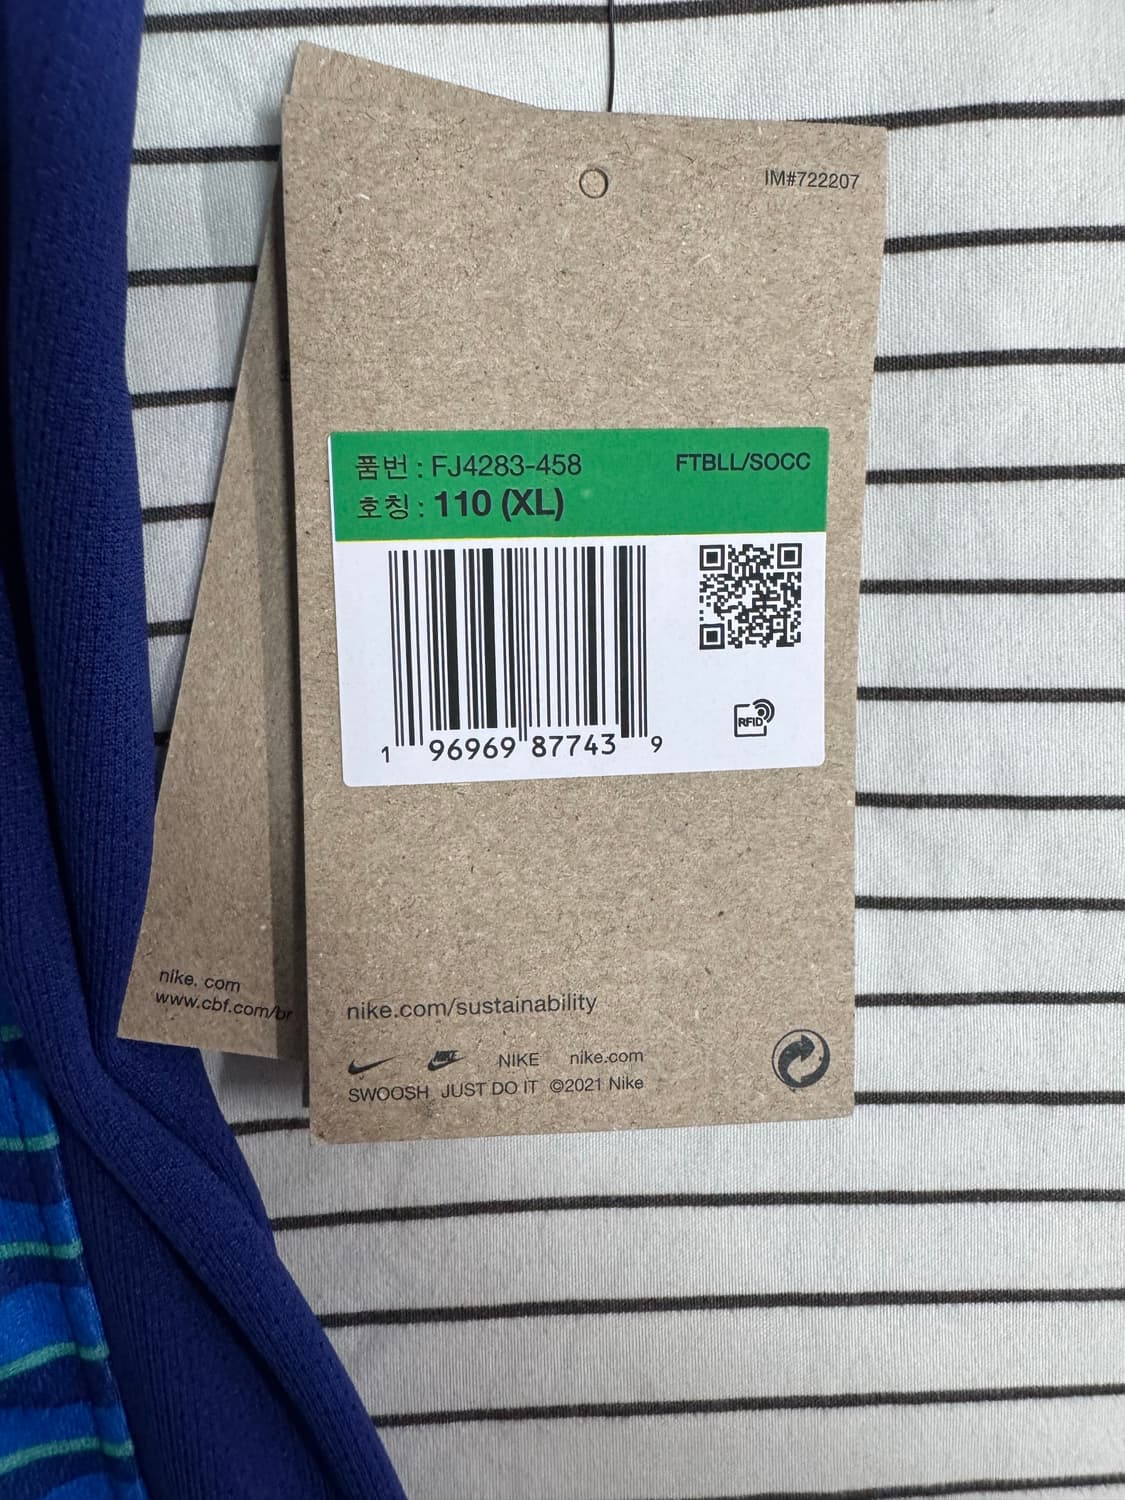 IM#722207
품번 : FJ4283-458
FTBLL/SOCC
호칭 : 110 (XL)
1 96969 87743 9
RFID
nike. com
www.cbf.com/br
nike.com/sustainability
NIKE NIKE nike.com
SWOOSH JUST DO IT ©2021 Nike